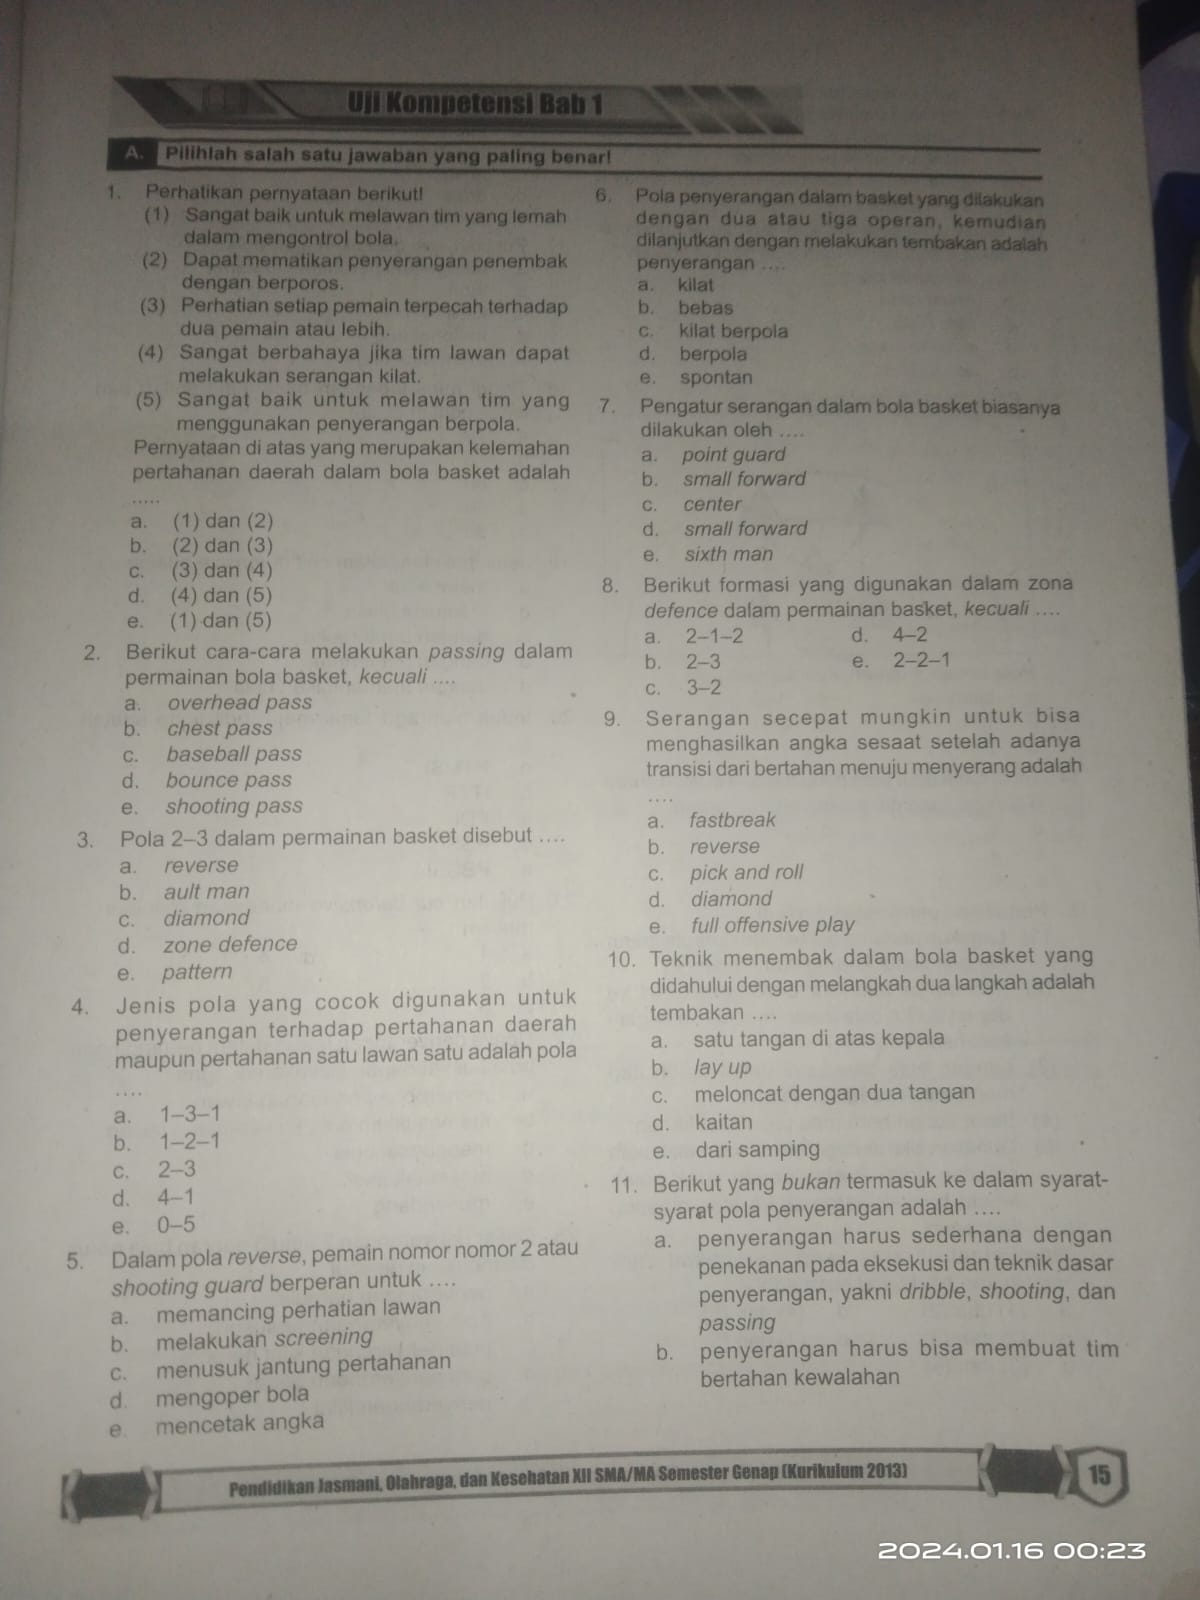 Uji Kompetensi Bab 1
A. Pilihlah salah satu jawaban yang paling benar!
1. Perhatikan pernyataan berikut!
(1) Sangat baik untuk melawan tim yang lemah
dalam mengontrol bola.
(2) Dapat mematikan penyerangan penembak
dengan berporos.
(3) Perhatian setiap pemain terpecah terhadap
dua pemain atau lebih.
(4) Sangat berbahaya jika tim lawan dapat
melakukan serangan kilat.
(5) Sangat baik untuk melawan tim yang
menggunakan penyerangan berpola.
Pernyataan di atas yang merupakan kelemahan
pertahanan daerah dalam bola basket adalah
.....
a. (1) dan (2)
b. (2) dan (3)
c. (3) dan (4)
d. (4) dan (5)
e. (1) dan (5)
2. Berikut cara-cara melakukan passing dalam
permainan bola basket, kecuali ....
a. overhead pass
b. chest pass
c. baseball pass
d. bounce pass
e. shooting pass
3. Pola 2–3 dalam permainan basket disebut ....
a. reverse
b. ault man
c. diamond
d. zone defence
e. pattern
4. Jenis pola yang cocok digunakan untuk
penyerangan terhadap pertahanan daerah
maupun pertahanan satu lawan satu adalah pola
....
a. 1–3–1
b. 1–2–1
c. 2–3
d. 4–1
e. 0–5
5. Dalam pola reverse, pemain nomor nomor 2 atau
shooting guard berperan untuk ....
a. memancing perhatian lawan
b. melakukan screening
c. menusuk jantung pertahanan
d. mengoper bola
e. mencetak angka
6. Pola penyerangan dalam basket yang dilakukan
dengan dua atau tiga operan, kemudian
dilanjutkan dengan melakukan tembakan adalah
penyerangan ....
a. kilat
b. bebas
c. kilat berpola
d. berpola
e. spontan
7. Pengatur serangan dalam bola basket biasanya
dilakukan oleh ....
a. point guard
b. small forward
c. center
d. small forward
e. sixth man
8. Berikut formasi yang digunakan dalam zona
defence dalam permainan basket, kecuali ....
a. 2–1–2 d. 4–2
b. 2–3 e. 2–2–1
c. 3–2
9. Serangan secepat mungkin untuk bisa
menghasilkan angka sesaat setelah adanya
transisi dari bertahan menuju menyerang adalah
....
a. fastbreak
b. reverse
c. pick and roll
d. diamond
e. full offensive play
10. Teknik menembak dalam bola basket yang
didahului dengan melangkah dua langkah adalah
tembakan ....
a. satu tangan di atas kepala
b. lay up
c. meloncat dengan dua tangan
d. kaitan
e. dari samping
11. Berikut yang bukan termasuk ke dalam syarat-
syarat pola penyerangan adalah ....
a. penyerangan harus sederhana dengan
penekanan pada eksekusi dan teknik dasar
penyerangan, yakni dribble, shooting, dan
passing
b. penyerangan harus bisa membuat tim
bertahan kewalahan
Pendidikan Jasmani, Olahraga, dan Kesehatan XII SMA/MA Semester Genap (Kurikulum 2013)
15
2024.01.16 00:23